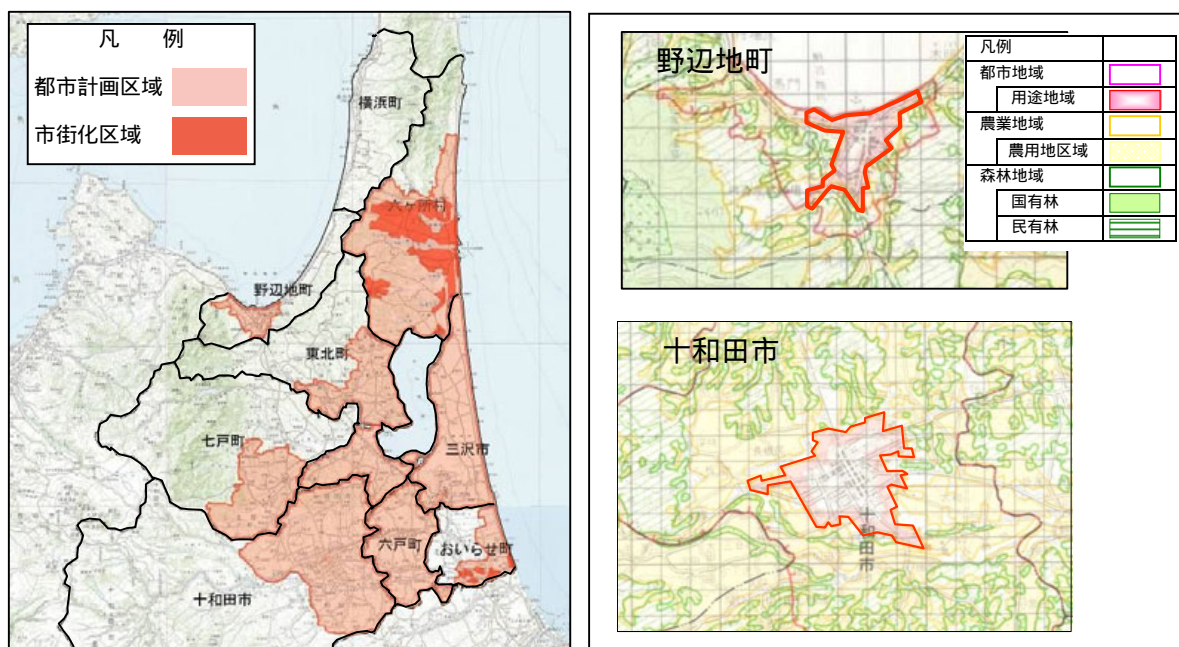 凡　例
都市計画区域
市街化区域
横浜町
六ヶ所村
野辺地町
東北町
七戸町
三沢市
六戸町
おいらせ町
十和田市
野辺地町
凡例
都市地域
用途地域
農業地域
農用地区域
森林地域
国有林
民有林
十和田市
十和田市